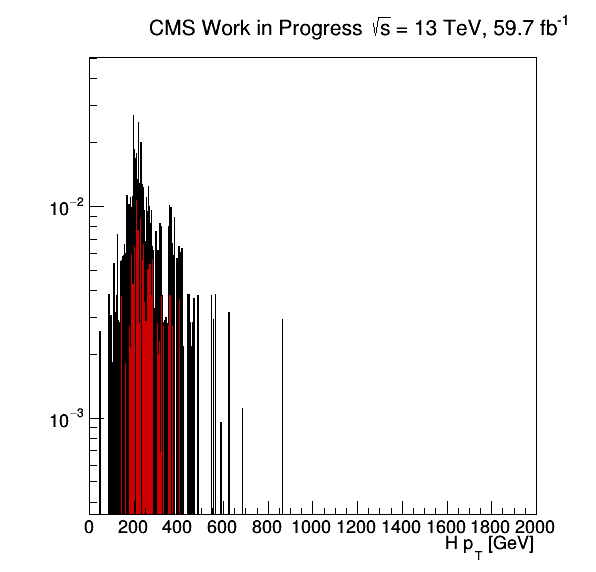 CMS Work in Progress √s = 13 TeV, 59.7 fb⁻¹
10⁻²
10⁻³
0 200 400 600 800 1000 1200 1400 1600 1800 2000
H p_T [GeV]